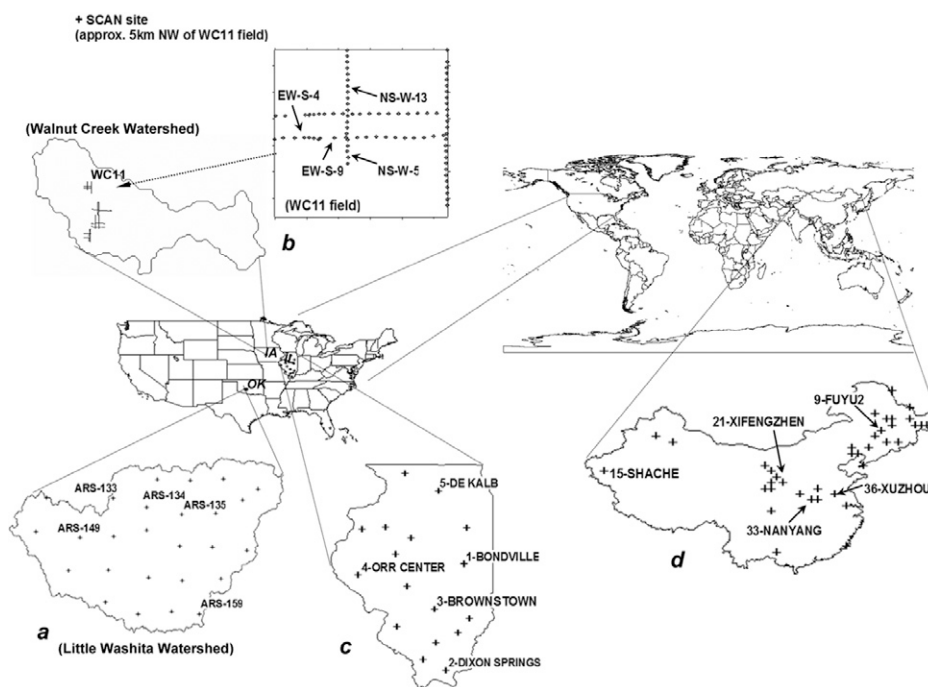 + SCAN site
(approx. 5km NW of WC11 field)
EW-S-4
NS-W-13
(Walnut Creek Watershed)
WC11
EW-S-9
NS-W-5
(WC11 field)
b
IA
IL
OK
9-FUYU2
21-XIFENGZHEN
15-SHACHE
36-XUZHOU
33-NANYANG
d
ARS-133
ARS-134
ARS-135
ARS-149
ARS-159
a
(Little Washita Watershed)
5-DE KALB
1-BONDVILLE
4-ORR CENTER
3-BROWNSTOWN
2-DIXON SPRINGS
c